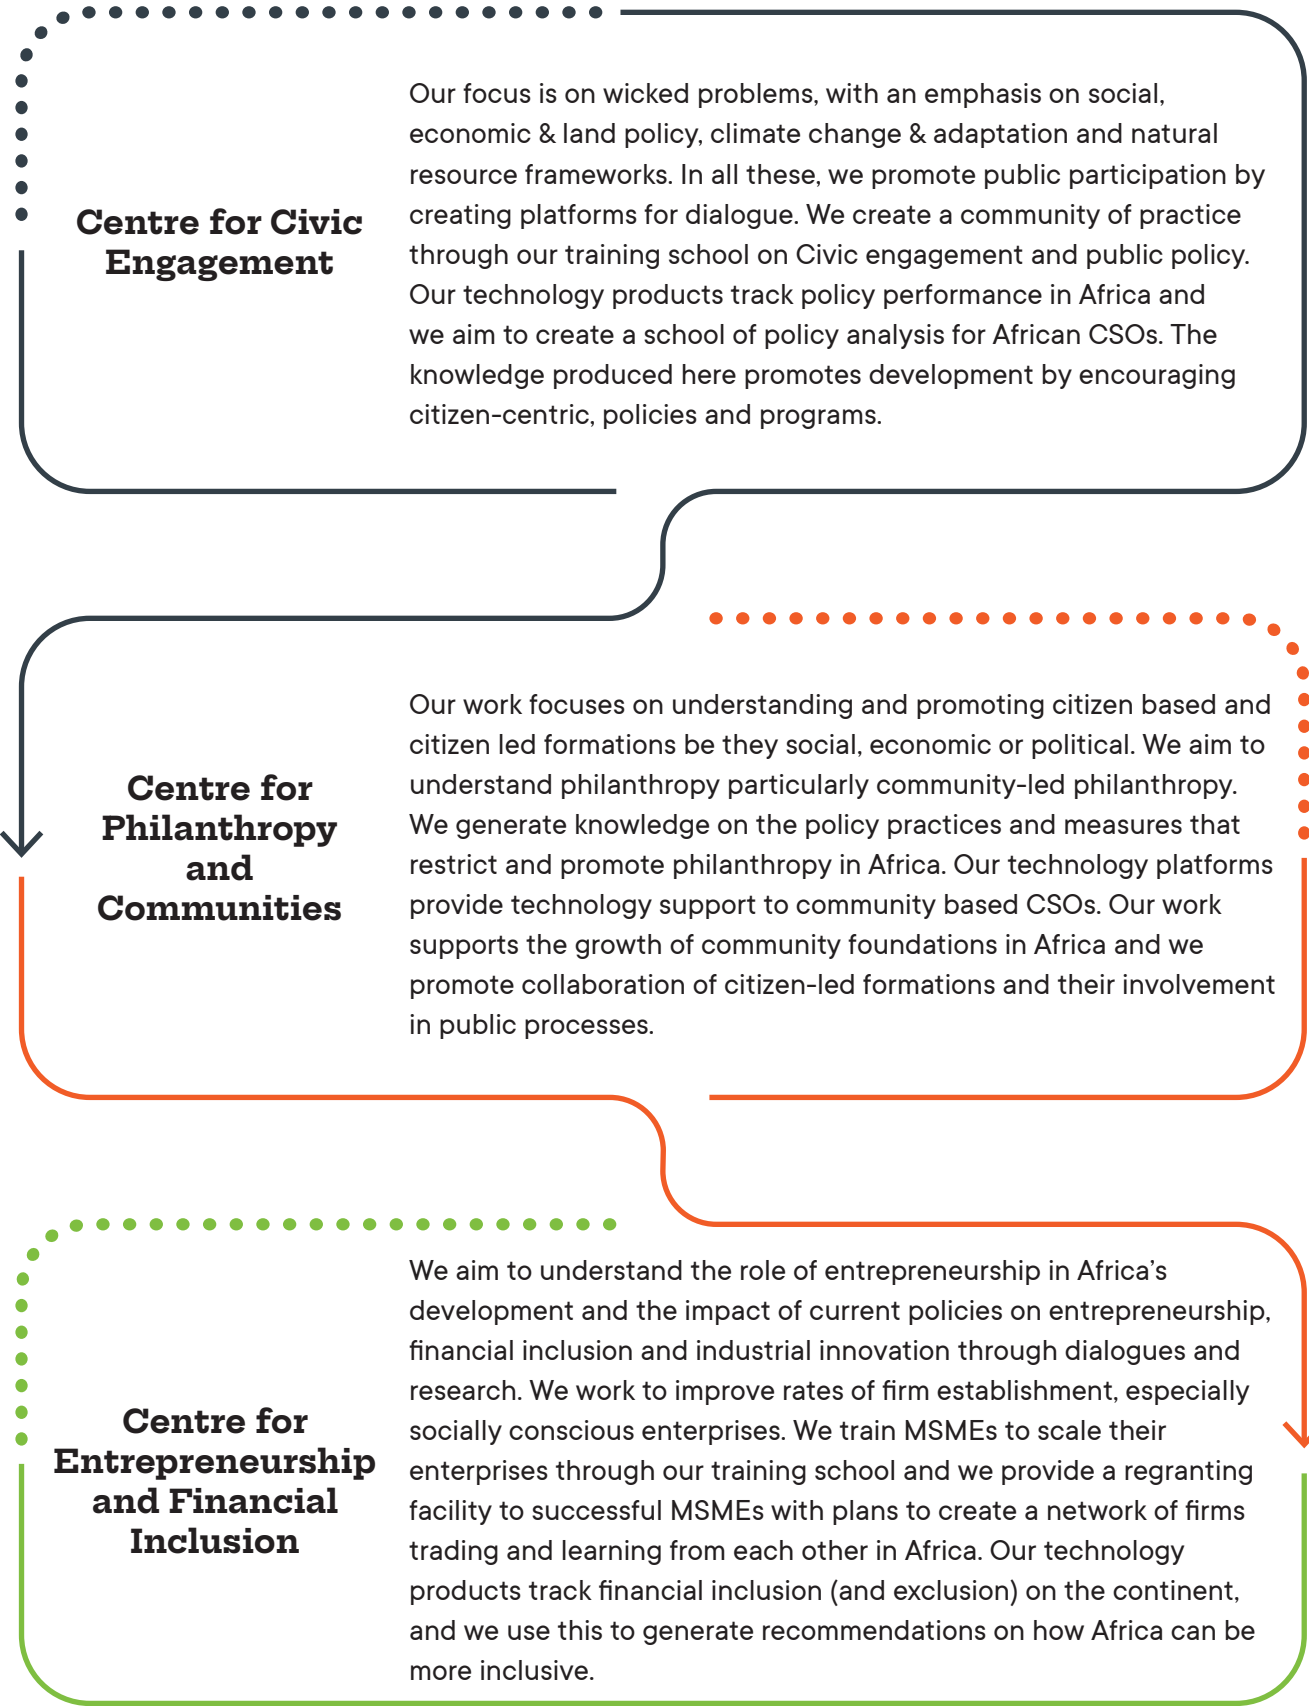 Centre for Civic
Engagement
Our focus is on wicked problems, with an emphasis on social,
economic & land policy, climate change & adaptation and natural
resource frameworks. In all these, we promote public participation by
creating platforms for dialogue. We create a community of practice
through our training school on Civic engagement and public policy.
Our technology products track policy performance in Africa and
we aim to create a school of policy analysis for African CSOs. The
knowledge produced here promotes development by encouraging
citizen-centric, policies and programs.
Centre for
Philanthropy
and
Communities
Our work focuses on understanding and promoting citizen based and
citizen led formations be they social, economic or political. We aim to
understand philanthropy particularly community-led philanthropy.
We generate knowledge on the policy practices and measures that
restrict and promote philanthropy in Africa. Our technology platforms
provide technology support to community based CSOs. Our work
supports the growth of community foundations in Africa and we
promote collaboration of citizen-led formations and their involvement
in public processes.
Centre for
Entrepreneurship
and Financial
Inclusion
We aim to understand the role of entrepreneurship in Africa’s
development and the impact of current policies on entrepreneurship,
financial inclusion and industrial innovation through dialogues and
research. We work to improve rates of firm establishment, especially
socially conscious enterprises. We train MSMEs to scale their
enterprises through our training school and we provide a regranting
facility to successful MSMEs with plans to create a network of firms
trading and learning from each other in Africa. Our technology
products track financial inclusion (and exclusion) on the continent,
and we use this to generate recommendations on how Africa can be
more inclusive.